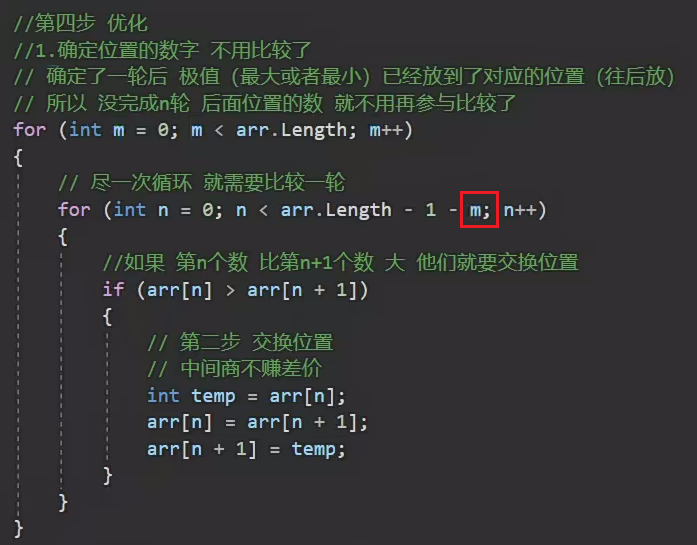 //第四步 优化
//1.确定位置的数字 不用比较了
// 确定了一轮后 极值（最大或者最小）已经放到了对应的位置（往后放）
// 所以 没完成n轮 后面位置的数 就不用再参与比较了
for (int m = 0; m < arr.Length; m++)
{
// 尽一次循环 就需要比较一轮
for (int n = 0; n < arr.Length - 1 - m; n++)
{
//如果 第n个数 比第n+1个数 大 他们就要交换位置
if (arr[n] > arr[n + 1])
{
// 第二步 交换位置
// 中间商不赚差价
int temp = arr[n];
arr[n] = arr[n + 1];
arr[n + 1] = temp;
}
}
}